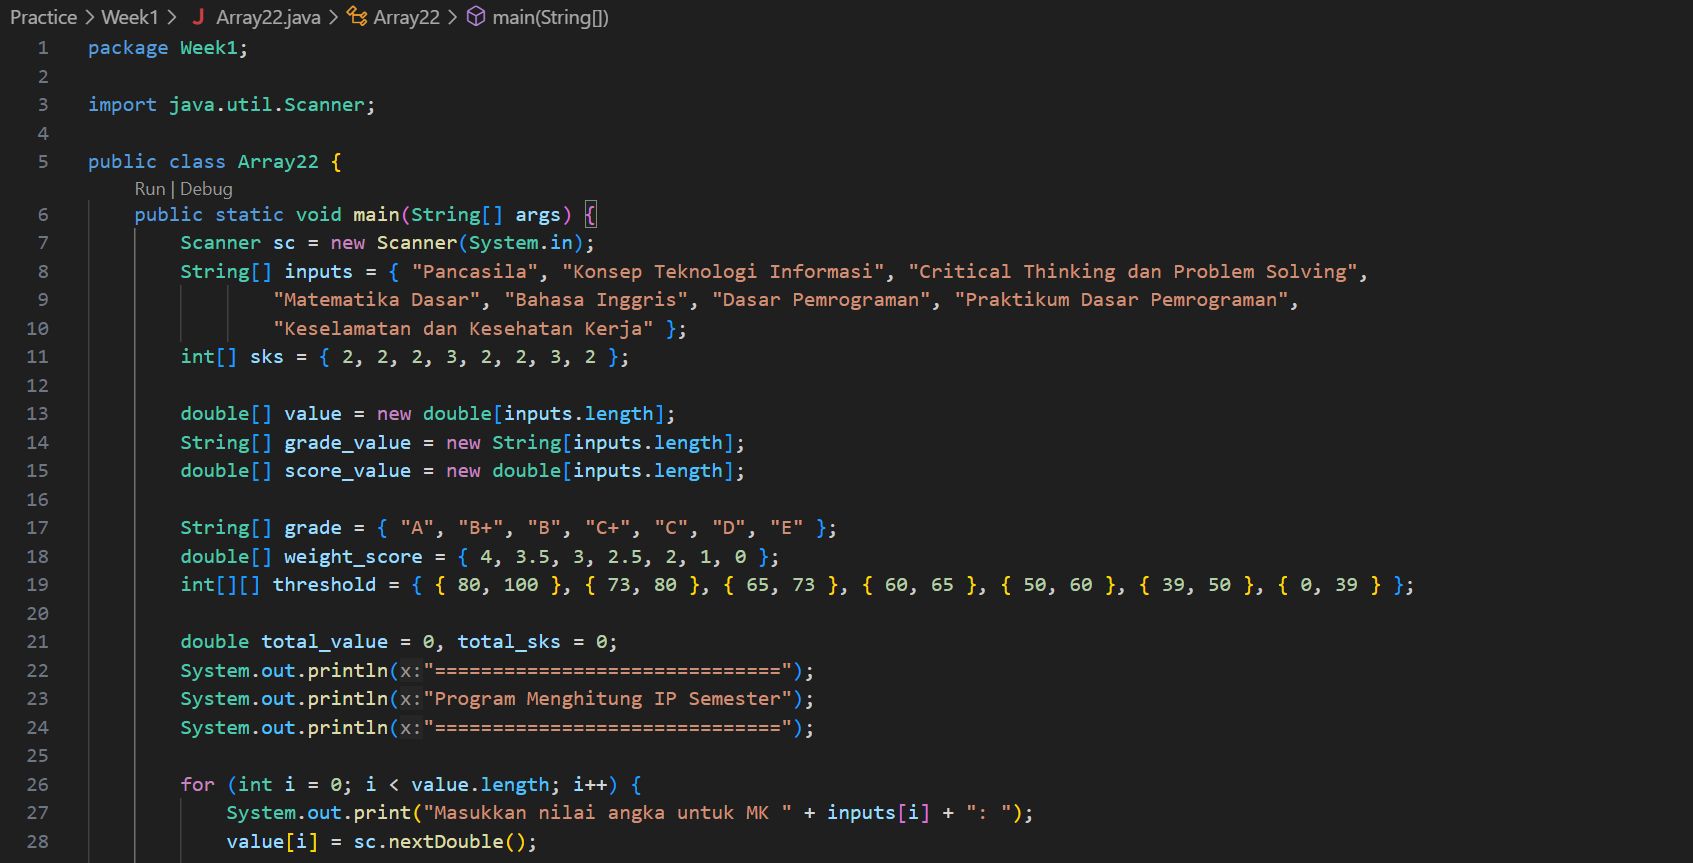 Practice > Week1 > J Array22.java > Array22 > main(String[])
1 package Week1;
2
3 import java.util.Scanner;
4
5 public class Array22 {
Run | Debug
6 public static void main(String[] args) {
7 Scanner sc = new Scanner(System.in);
8 String[] inputs = { "Pancasila", "Konsep Teknologi Informasi", "Critical Thinking dan Problem Solving",
9 "Matematika Dasar", "Bahasa Inggris", "Dasar Pemrograman", "Praktikum Dasar Pemrograman",
10 "Keselamatan dan Kesehatan Kerja" };
11 int[] sks = { 2, 2, 2, 3, 2, 2, 3, 2 };
12
13 double[] value = new double[inputs.length];
14 String[] grade_value = new String[inputs.length];
15 double[] score_value = new double[inputs.length];
16
17 String[] grade = { "A", "B+", "B", "C+", "C", "D", "E" };
18 double[] weight_score = { 4, 3.5, 3, 2.5, 2, 1, 0 };
19 int[][] threshold = { { 80, 100 }, { 73, 80 }, { 65, 73 }, { 60, 65 }, { 50, 60 }, { 39, 50 }, { 0, 39 } };
20
21 double total_value = 0, total_sks = 0;
22 System.out.println(x:"==============================");
23 System.out.println(x:"Program Menghitung IP Semester");
24 System.out.println(x:"==============================");
25
26 for (int i = 0; i < value.length; i++) {
27 System.out.print("Masukkan nilai angka untuk MK " + inputs[i] + ": ");
28 value[i] = sc.nextDouble();